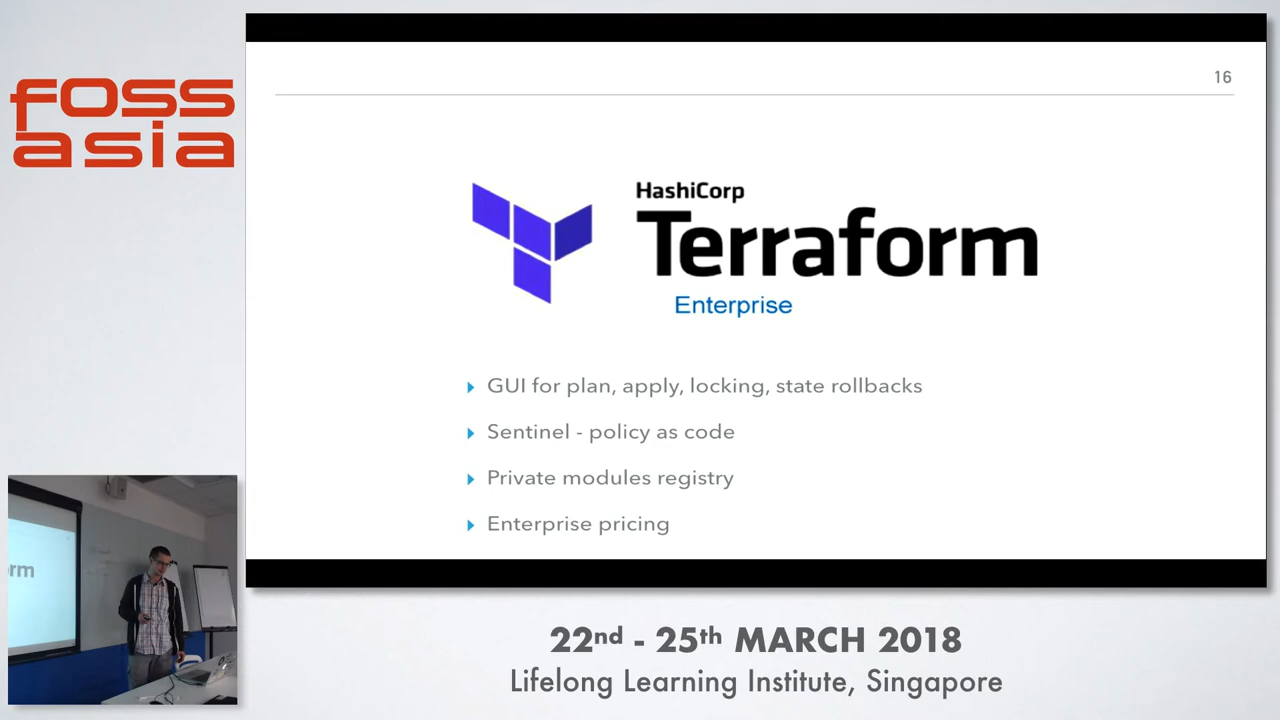 foss
asia
16
HashiCorp
Terraform
Enterprise
GUI for plan, apply, locking, state rollbacks
Sentinel - policy as code
Private modules registry
Enterprise pricing
rm
22nd - 25th MARCH 2018
Lifelong Learning Institute, Singapore